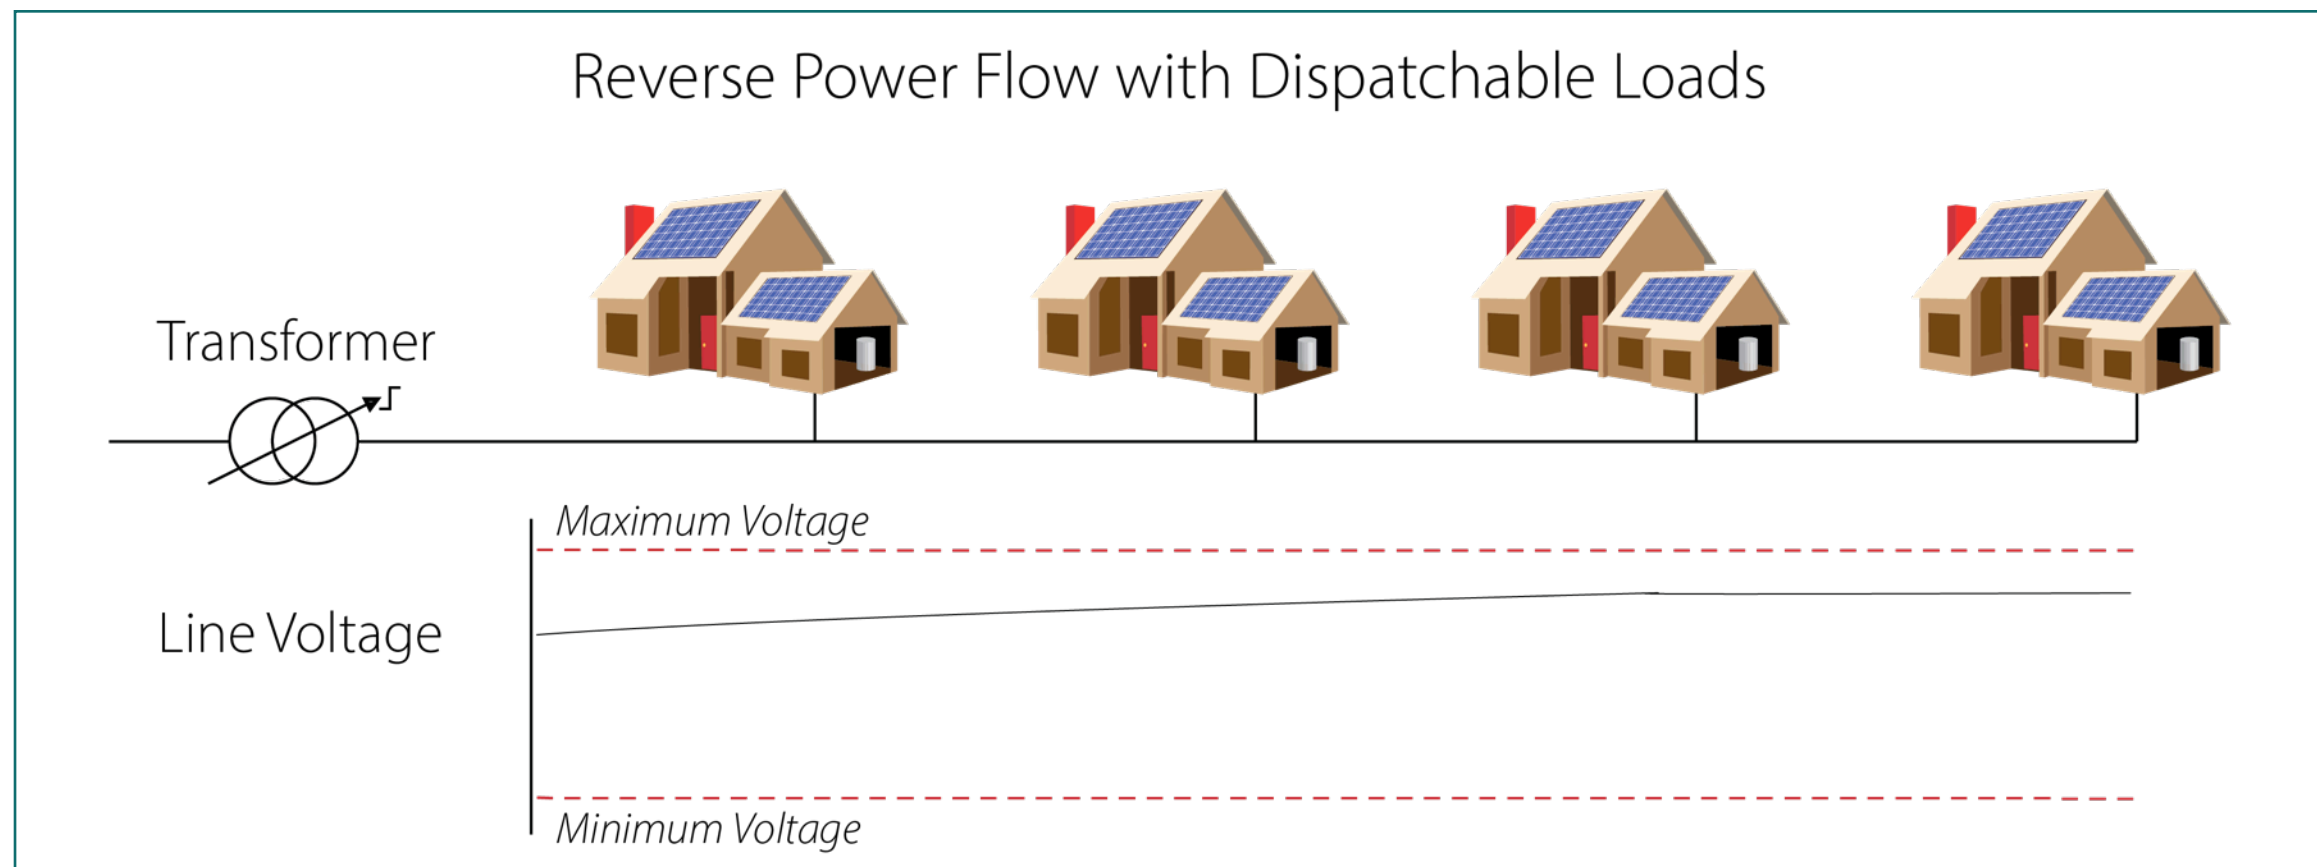 Reverse Power Flow with Dispatchable Loads
Transformer
Maximum Voltage
Line Voltage
Minimum Voltage